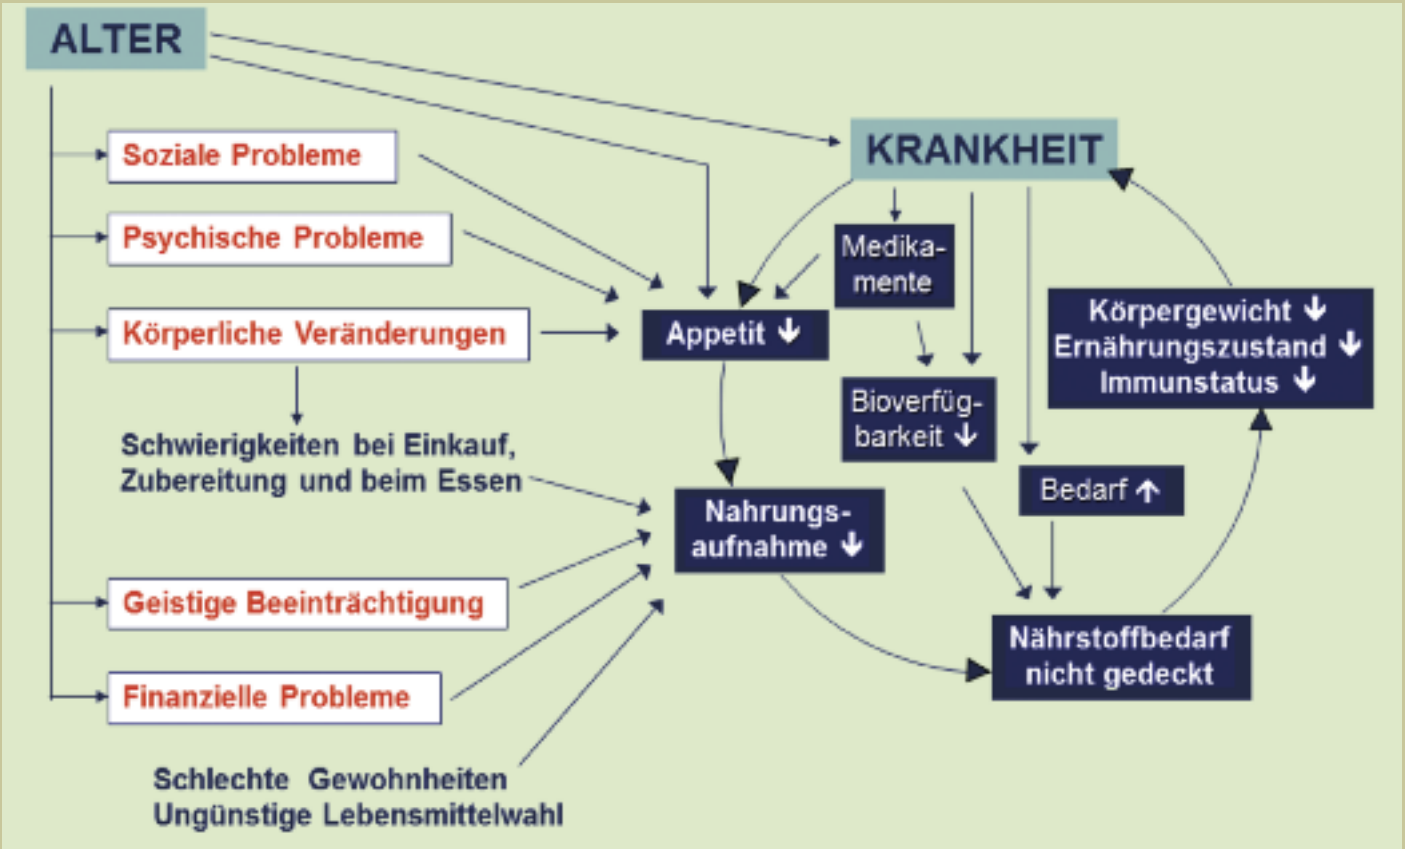 ALTER
KRANKHEIT
Soziale Probleme
Psychische Probleme
Körperliche Veränderungen
Schwierigkeiten bei Einkauf,
Zubereitung und beim Essen
Geistige Beeinträchtigung
Finanzielle Probleme
Schlechte Gewohnheiten
Ungünstige Lebensmittelwahl
Medika-
mente
Appetit ↓
Bioverfüg-
barkeit ↓
Bedarf ↑
Nahrungs-
aufnahme ↓
Nährstoffbedarf
nicht gedeckt
Körpergewicht ↓
Ernährungszustand ↓
Immunstatus ↓